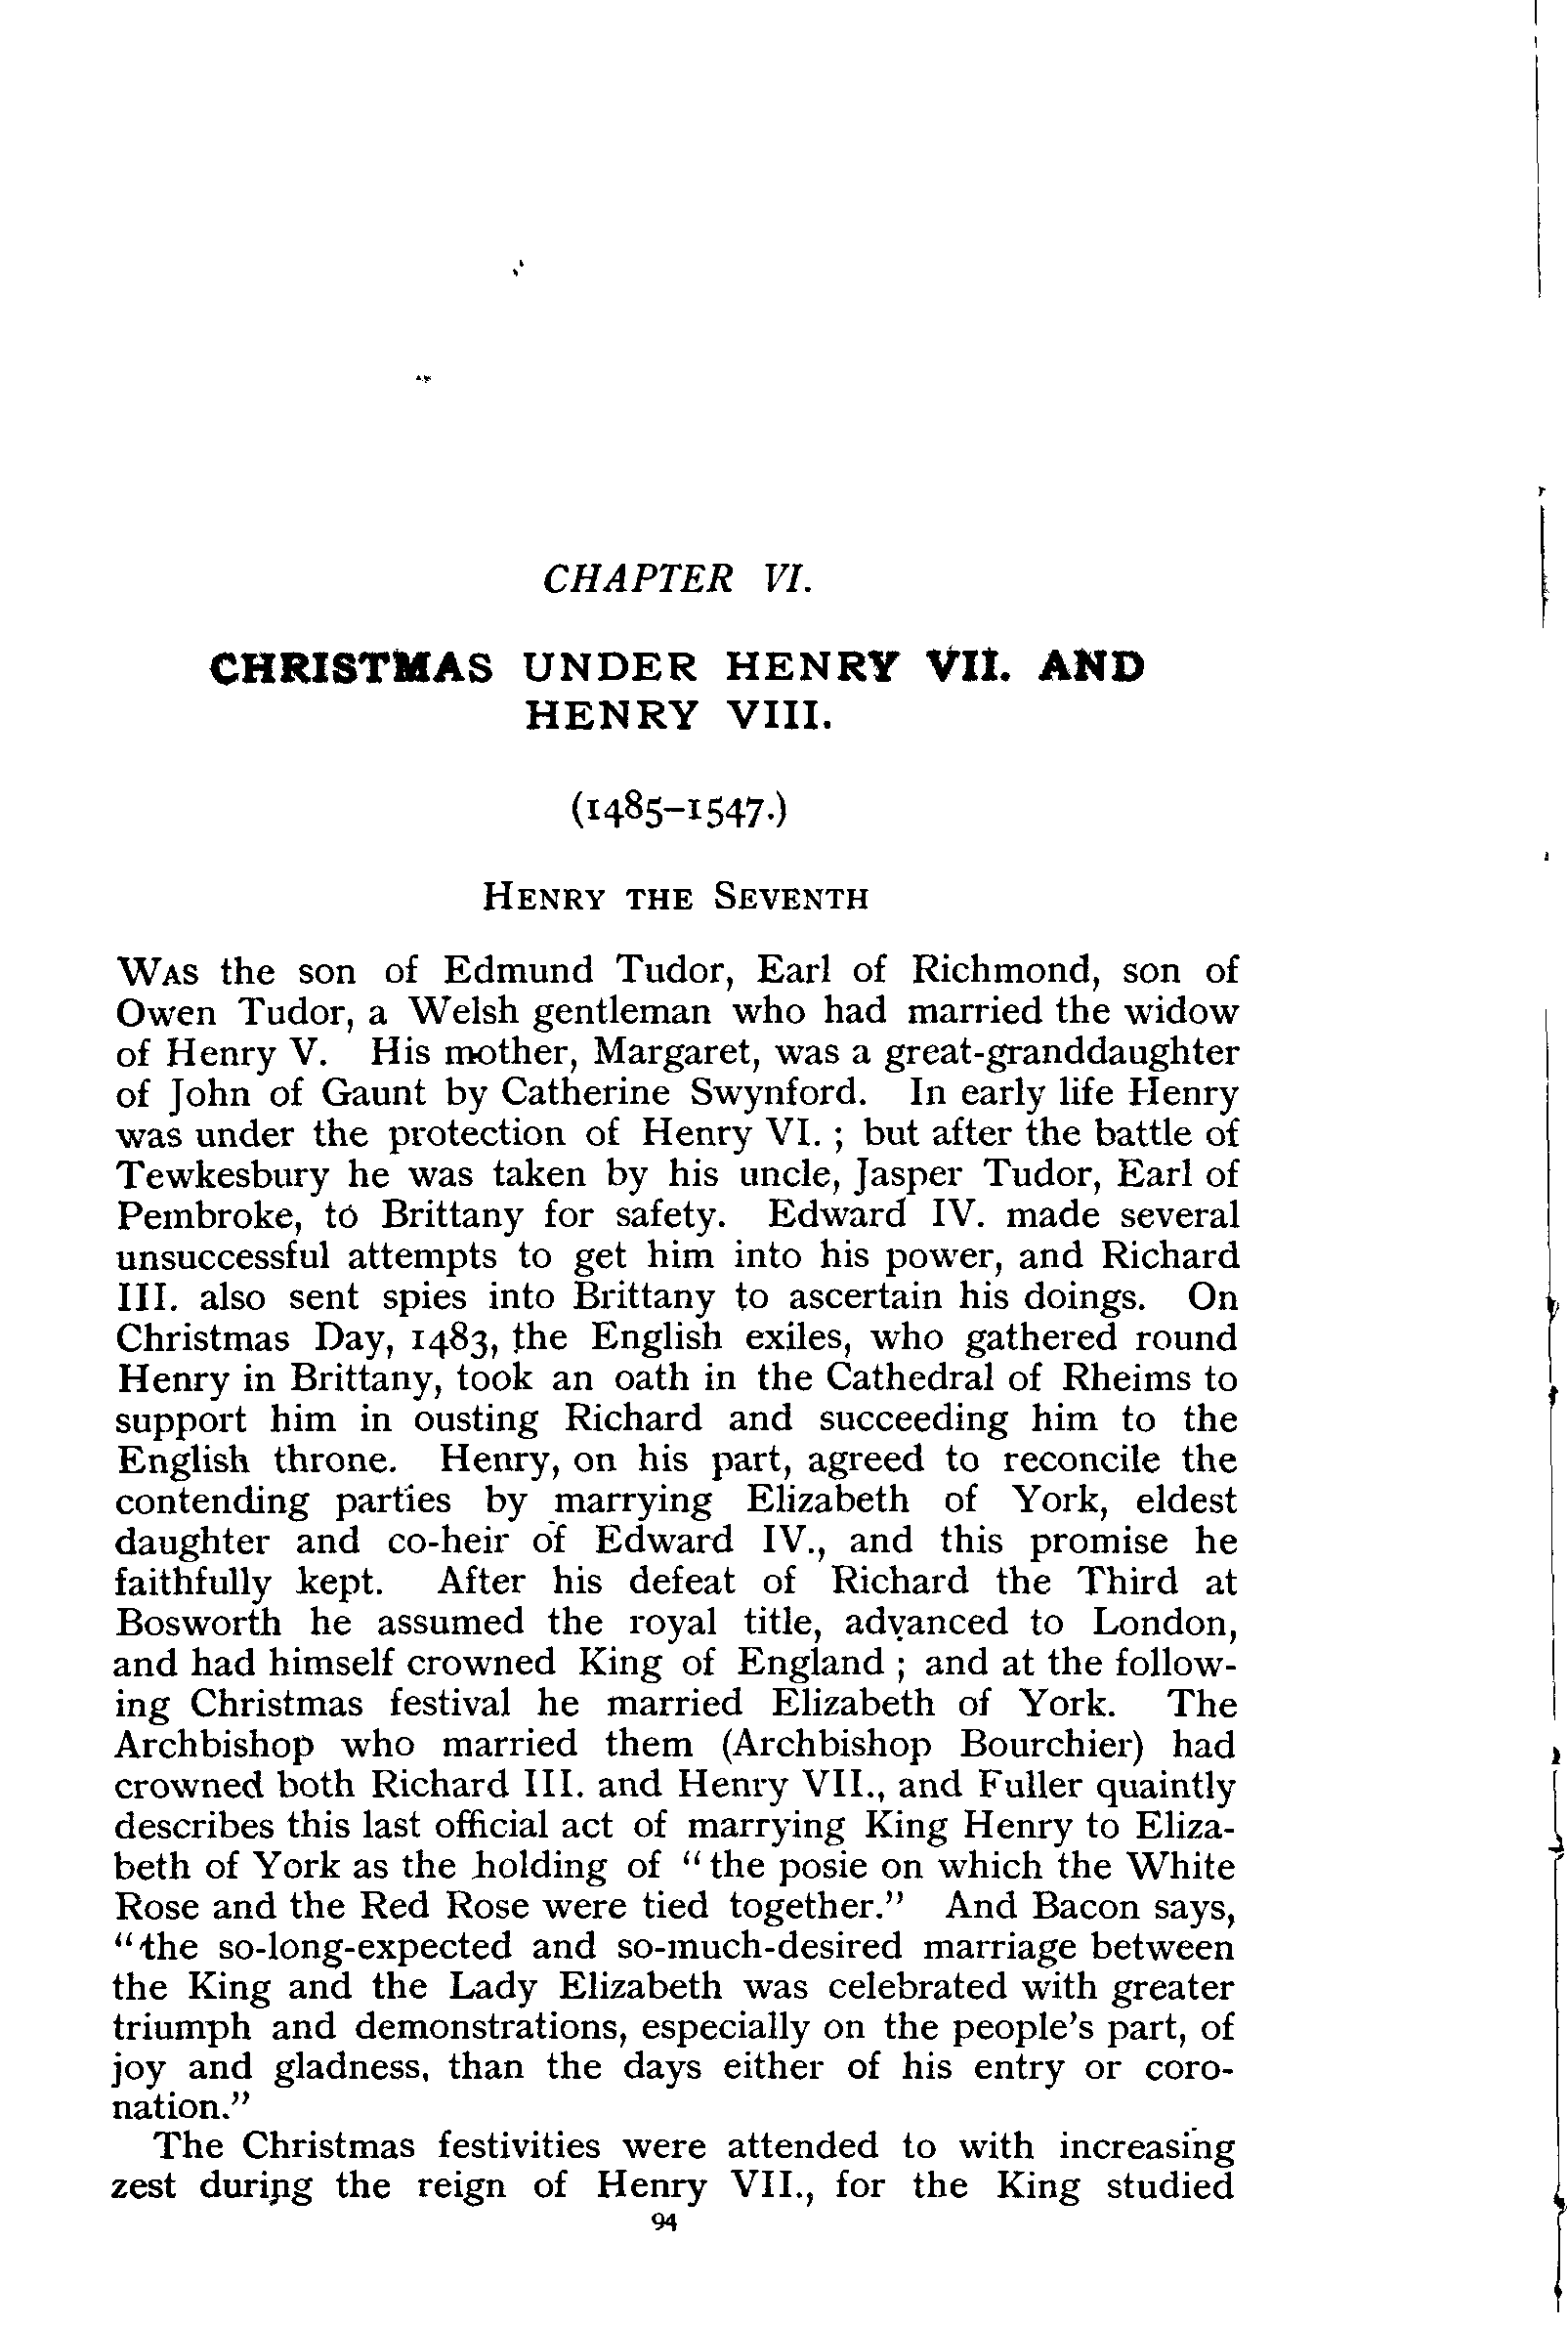 CHAPTER VI.
CHRISTMAS UNDER HENRY VII. AND
HENRY VIII.
(1485-1547.)
HENRY THE SEVENTH
WAS the son of Edmund Tudor, Earl of Richmond, son of
Owen Tudor, a Welsh gentleman who had married the widow
of Henry V. His mother, Margaret, was a great-granddaughter
of John of Gaunt by Catherine Swynford. In early life Henry
was under the protection of Henry VI. ; but after the battle of
Tewkesbury he was taken by his uncle, Jasper Tudor, Earl of
Pembroke, to Brittany for safety. Edward IV. made several
unsuccessful attempts to get him into his power, and Richard
III. also sent spies into Brittany to ascertain his doings. On
Christmas Day, 1483, the English exiles, who gathered round
Henry in Brittany, took an oath in the Cathedral of Rheims to
support him in ousting Richard and succeeding him to the
English throne. Henry, on his part, agreed to reconcile the
contending parties by marrying Elizabeth of York, eldest
daughter and co-heir of Edward IV., and this promise he
faithfully kept. After his defeat of Richard the Third at
Bosworth he assumed the royal title, advanced to London,
and had himself crowned King of England ; and at the follow-
ing Christmas festival he married Elizabeth of York. The
Archbishop who married them (Archbishop Bourchier) had
crowned both Richard III. and Henry VII., and Fuller quaintly
describes this last official act of marrying King Henry to Eliza-
beth of York as the holding of "the posie on which the White
Rose and the Red Rose were tied together." And Bacon says,
"the so-long-expected and so-much-desired marriage between
the King and the Lady Elizabeth was celebrated with greater
triumph and demonstrations, especially on the people's part, of
joy and gladness, than the days either of his entry or coro-
nation."
The Christmas festivities were attended to with increasing
zest during the reign of Henry VII., for the King studied
94